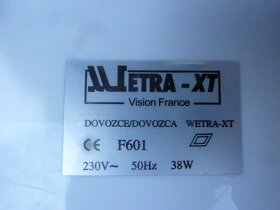 WETRA-XT
Vision France
DOVOZCE/DOVOZCA WETRA-XT
CE F601
230V~ 50Hz 38W